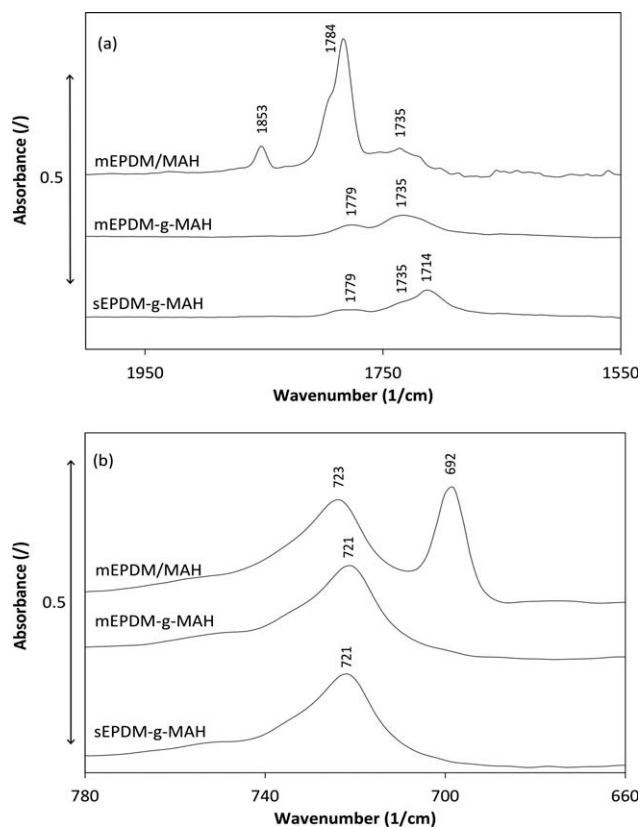 (a)
1784
1853
1735
mEPDM/MAH
0.5
Absorbance (/)
1779
1735
mEPDM-g-MAH
1779
1735
1714
sEPDM-g-MAH
1950
1750
1550
Wavenumber (1/cm)
(b)
723
692
mEPDM/MAH
721
0.5
Absorbance (/)
mEPDM-g-MAH
721
sEPDM-g-MAH
780
740
700
660
Wavenumber (1/cm)